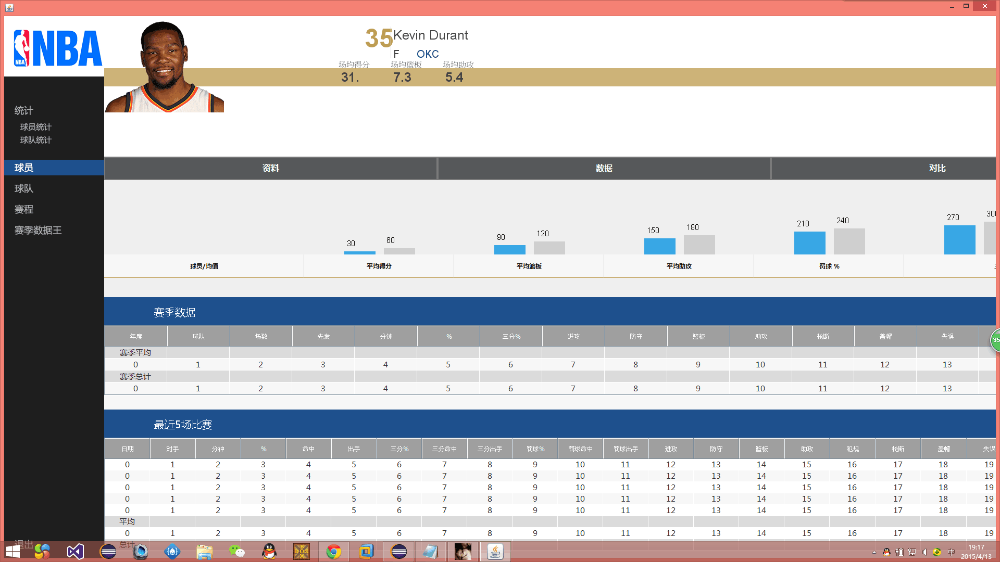 NBA
NBA
35
Kevin Durant
F OKC
场均得分 场均篮板 场均助攻
31. 7.3 5.4
统计
球员统计
球队统计
球员
球队
赛程
赛季数据王
退出
资料 数据 对比
30 60 90 120 150 180 210 240 270 300
球员/均值 平均得分 平均篮板 平均助攻 罚球 %
赛季数据
年度 球队 场数 先发 分钟 % 三分% 进攻 防守 篮板 助攻 抢断 盖帽 失误
赛季平均
0 1 2 3 4 5 6 7 8 9 10 11 12 13
赛季总计
0 1 2 3 4 5 6 7 8 9 10 11 12 13
35
最近5场比赛
日期 对手 分钟 % 命中 出手 三分% 三分命中 三分出手 罚球% 罚球命中 罚球出手 进攻 防守 篮板 助攻 犯规 抢断 盖帽 失误
0 1 2 3 4 5 6 7 8 9 10 11 12 13 14 15 16 17 18 19
0 1 2 3 4 5 6 7 8 9 10 11 12 13 14 15 16 17 18 19
0 1 2 3 4 5 6 7 8 9 10 11 12 13 14 15 16 17 18 19
0 1 2 3 4 5 6 7 8 9 10 11 12 13 14 15 16 17 18 19
0 1 2 3 4 5 6 7 8 9 10 11 12 13 14 15 16 17 18 19
平均
0 1 2 3 4 5 6 7 8 9 10 11 12 13 14 15 16 17 18 19
总计
BOX
DOS
中
19:17
2015/4/13